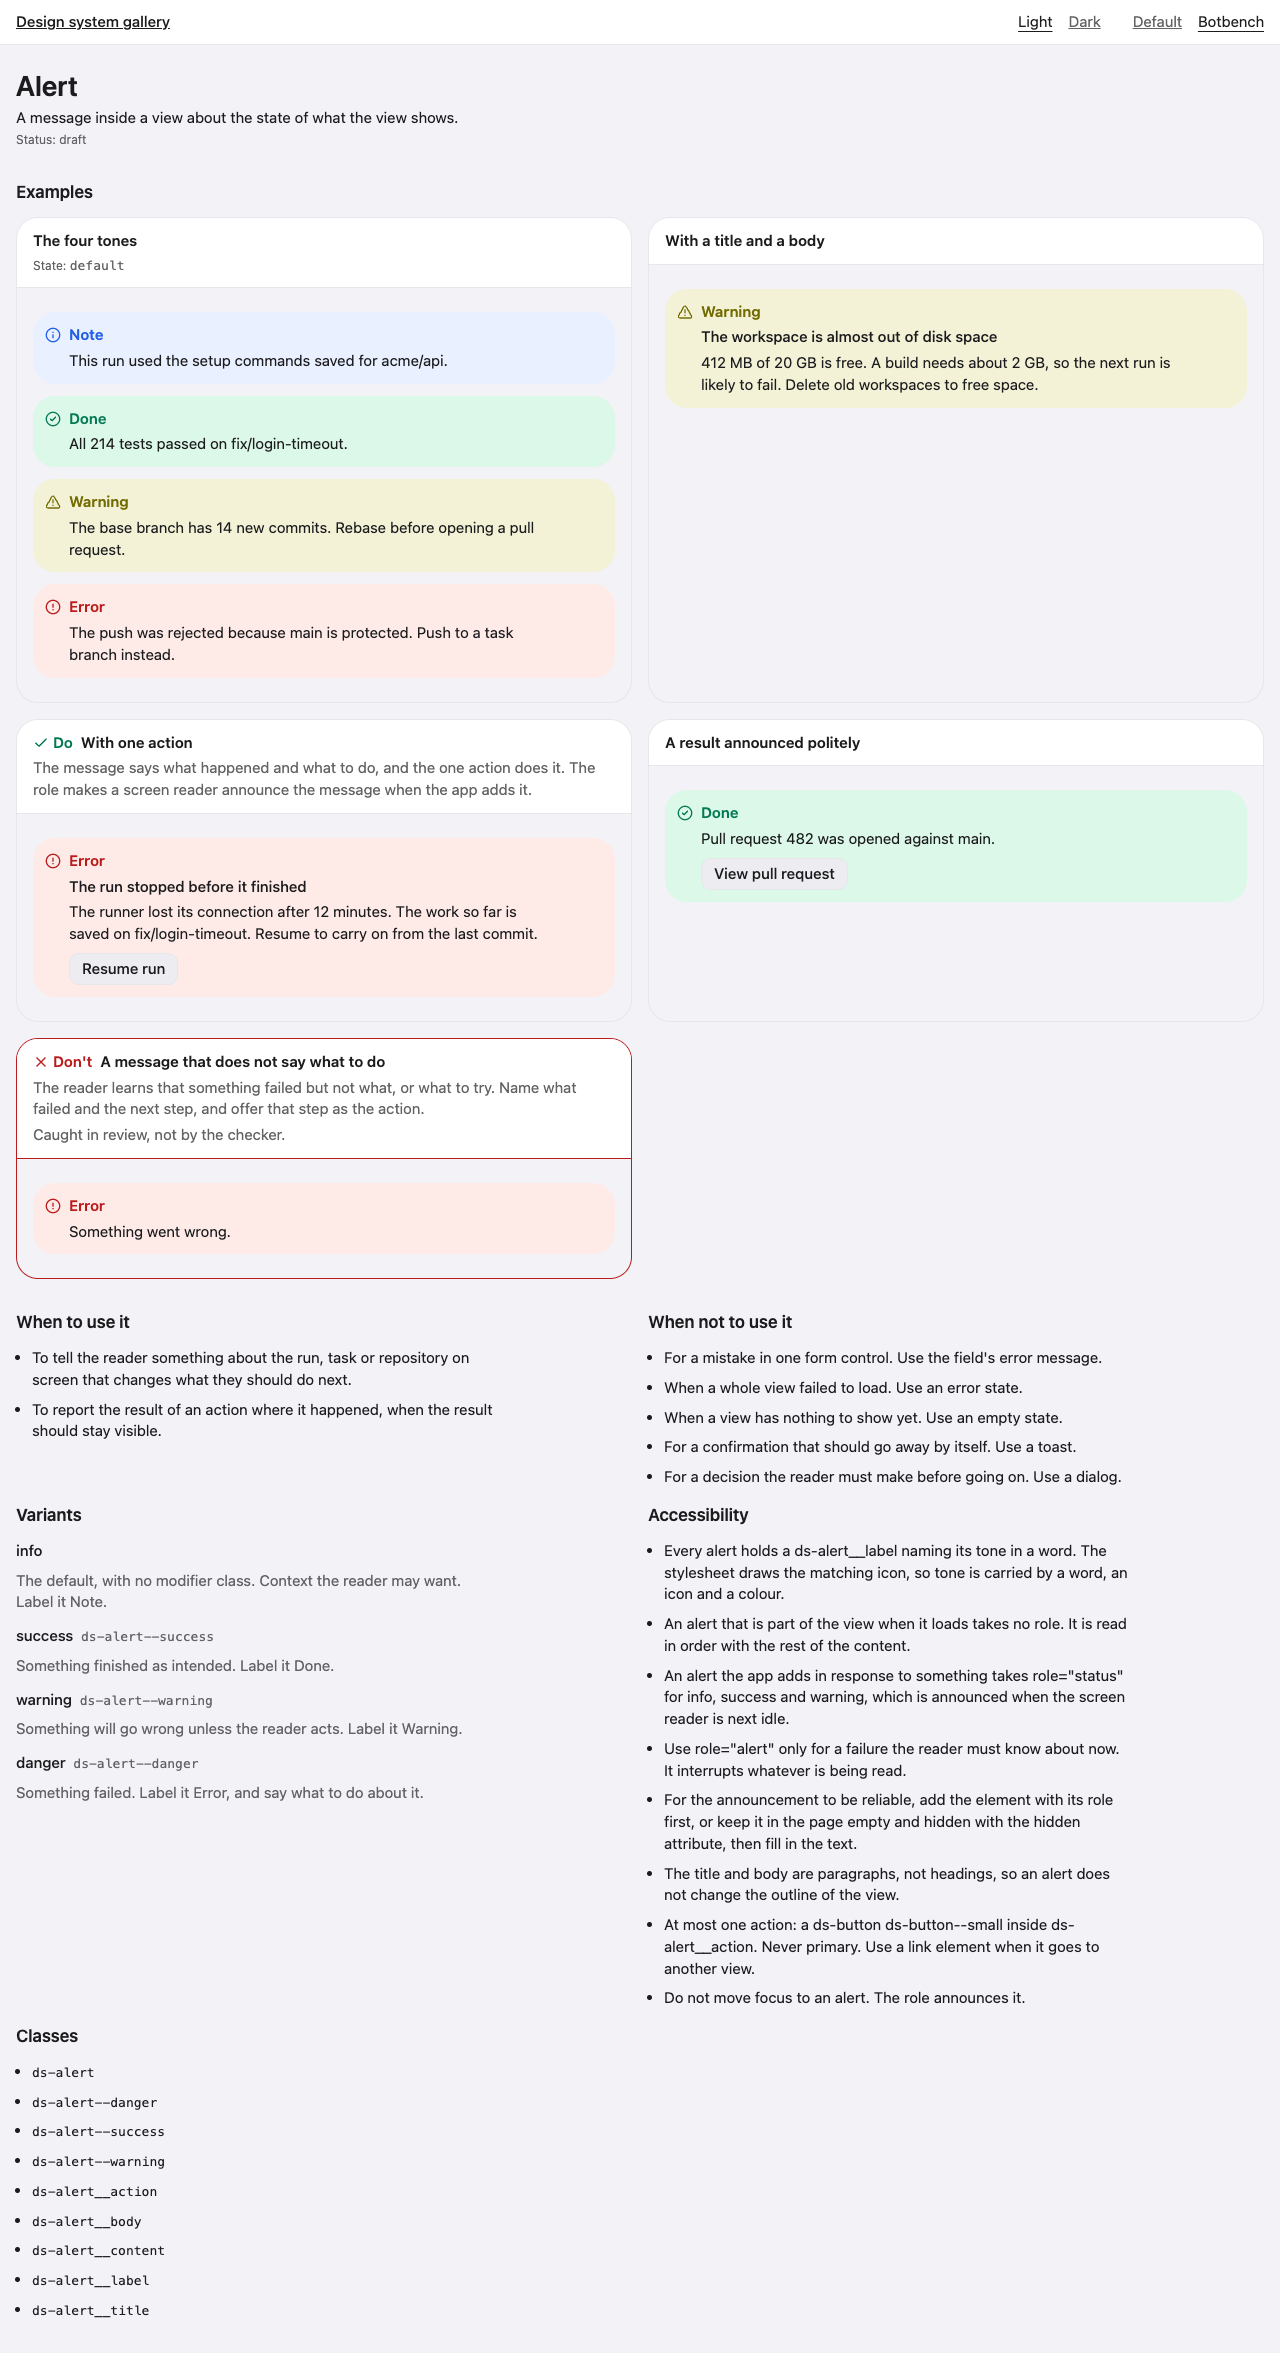 Design system gallery
Light Dark Default Botbench
Alert
A message inside a view about the state of what the view shows.
Status: draft
Examples
The four tones
State: default
Note
This run used the setup commands saved for acme/api.
Done
All 214 tests passed on fix/login-timeout.
Warning
The base branch has 14 new commits. Rebase before opening a pull
request.
Error
The push was rejected because main is protected. Push to a task
branch instead.
With a title and a body
Warning
The workspace is almost out of disk space
412 MB of 20 GB is free. A build needs about 2 GB, so the next run is
likely to fail. Delete old workspaces to free space.
Do With one action
The message says what happened and what to do, and the one action does it. The
role makes a screen reader announce the message when the app adds it.
Error
The run stopped before it finished
The runner lost its connection after 12 minutes. The work so far is
saved on fix/login-timeout. Resume to carry on from the last commit.
Resume run
A result announced politely
Done
Pull request 482 was opened against main.
View pull request
Don't A message that does not say what to do
The reader learns that something failed but not what, or what to try. Name what
failed and the next step, and offer that step as the action.
Caught in review, not by the checker.
Error
Something went wrong.
When to use it
• To tell the reader something about the run, task or repository on
screen that changes what they should do next.
• To report the result of an action where it happened, when the result
should stay visible.
When not to use it
• For a mistake in one form control. Use the field's error message.
• When a whole view failed to load. Use an error state.
• When a view has nothing to show yet. Use an empty state.
• For a confirmation that should go away by itself. Use a toast.
• For a decision the reader must make before going on. Use a dialog.
Variants
info
The default, with no modifier class. Context the reader may want.
Label it Note.
success ds-alert--success
Something finished as intended. Label it Done.
warning ds-alert--warning
Something will go wrong unless the reader acts. Label it Warning.
danger ds-alert--danger
Something failed. Label it Error, and say what to do about it.
Accessibility
• Every alert holds a ds-alert__label naming its tone in a word. The
stylesheet draws the matching icon, so tone is carried by a word, an
icon and a colour.
• An alert that is part of the view when it loads takes no role. It is read
in order with the rest of the content.
• An alert the app adds in response to something takes role="status"
for info, success and warning, which is announced when the screen
reader is next idle.
• Use role="alert" only for a failure the reader must know about now.
It interrupts whatever is being read.
• For the announcement to be reliable, add the element with its role
first, or keep it in the page empty and hidden with the hidden
attribute, then fill in the text.
• The title and body are paragraphs, not headings, so an alert does
not change the outline of the view.
• At most one action: a ds-button ds-button--small inside ds-
alert__action. Never primary. Use a link element when it goes to
another view.
• Do not move focus to an alert. The role announces it.
Classes
• ds-alert
• ds-alert--danger
• ds-alert--success
• ds-alert--warning
• ds-alert__action
• ds-alert__body
• ds-alert__content
• ds-alert__label
• ds-alert__title